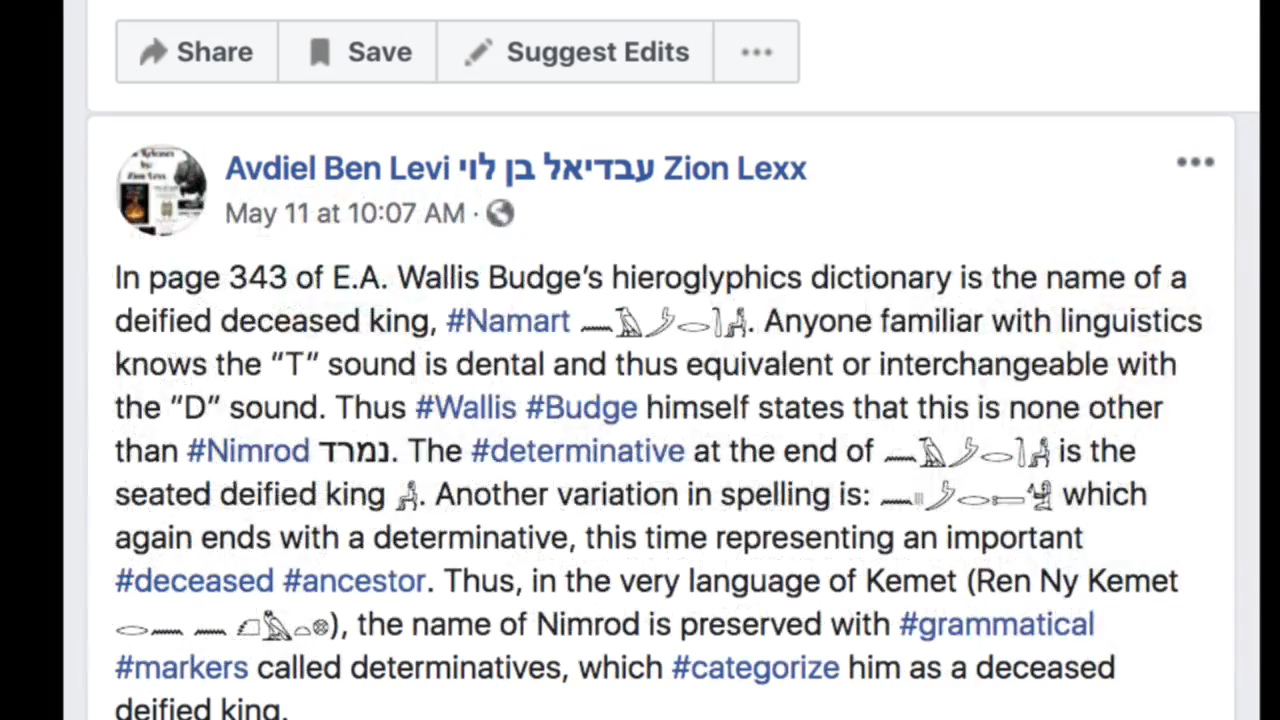 Share Save Suggest Edits
Avdiel Ben Levi עבדיאל בן לוי Zion Lexx
May 11 at 10:07 AM ·
In page 343 of E.A. Wallis Budge’s hieroglyphics dictionary is the name of a
deified deceased king, #Namart. Anyone familiar with linguistics
knows the “T” sound is dental and thus equivalent or interchangeable with
the “D” sound. Thus #Wallis #Budge himself states that this is none other
than #Nimrod נמרד. The #determinative at the end of is the
seated deified king. Another variation in spelling is: which
again ends with a determinative, this time representing an important
#deceased #ancestor. Thus, in the very language of Kemet (Ren Ny Kemet
), the name of Nimrod is preserved with #grammatical
#markers called determinatives, which #categorize him as a deceased
deified king.